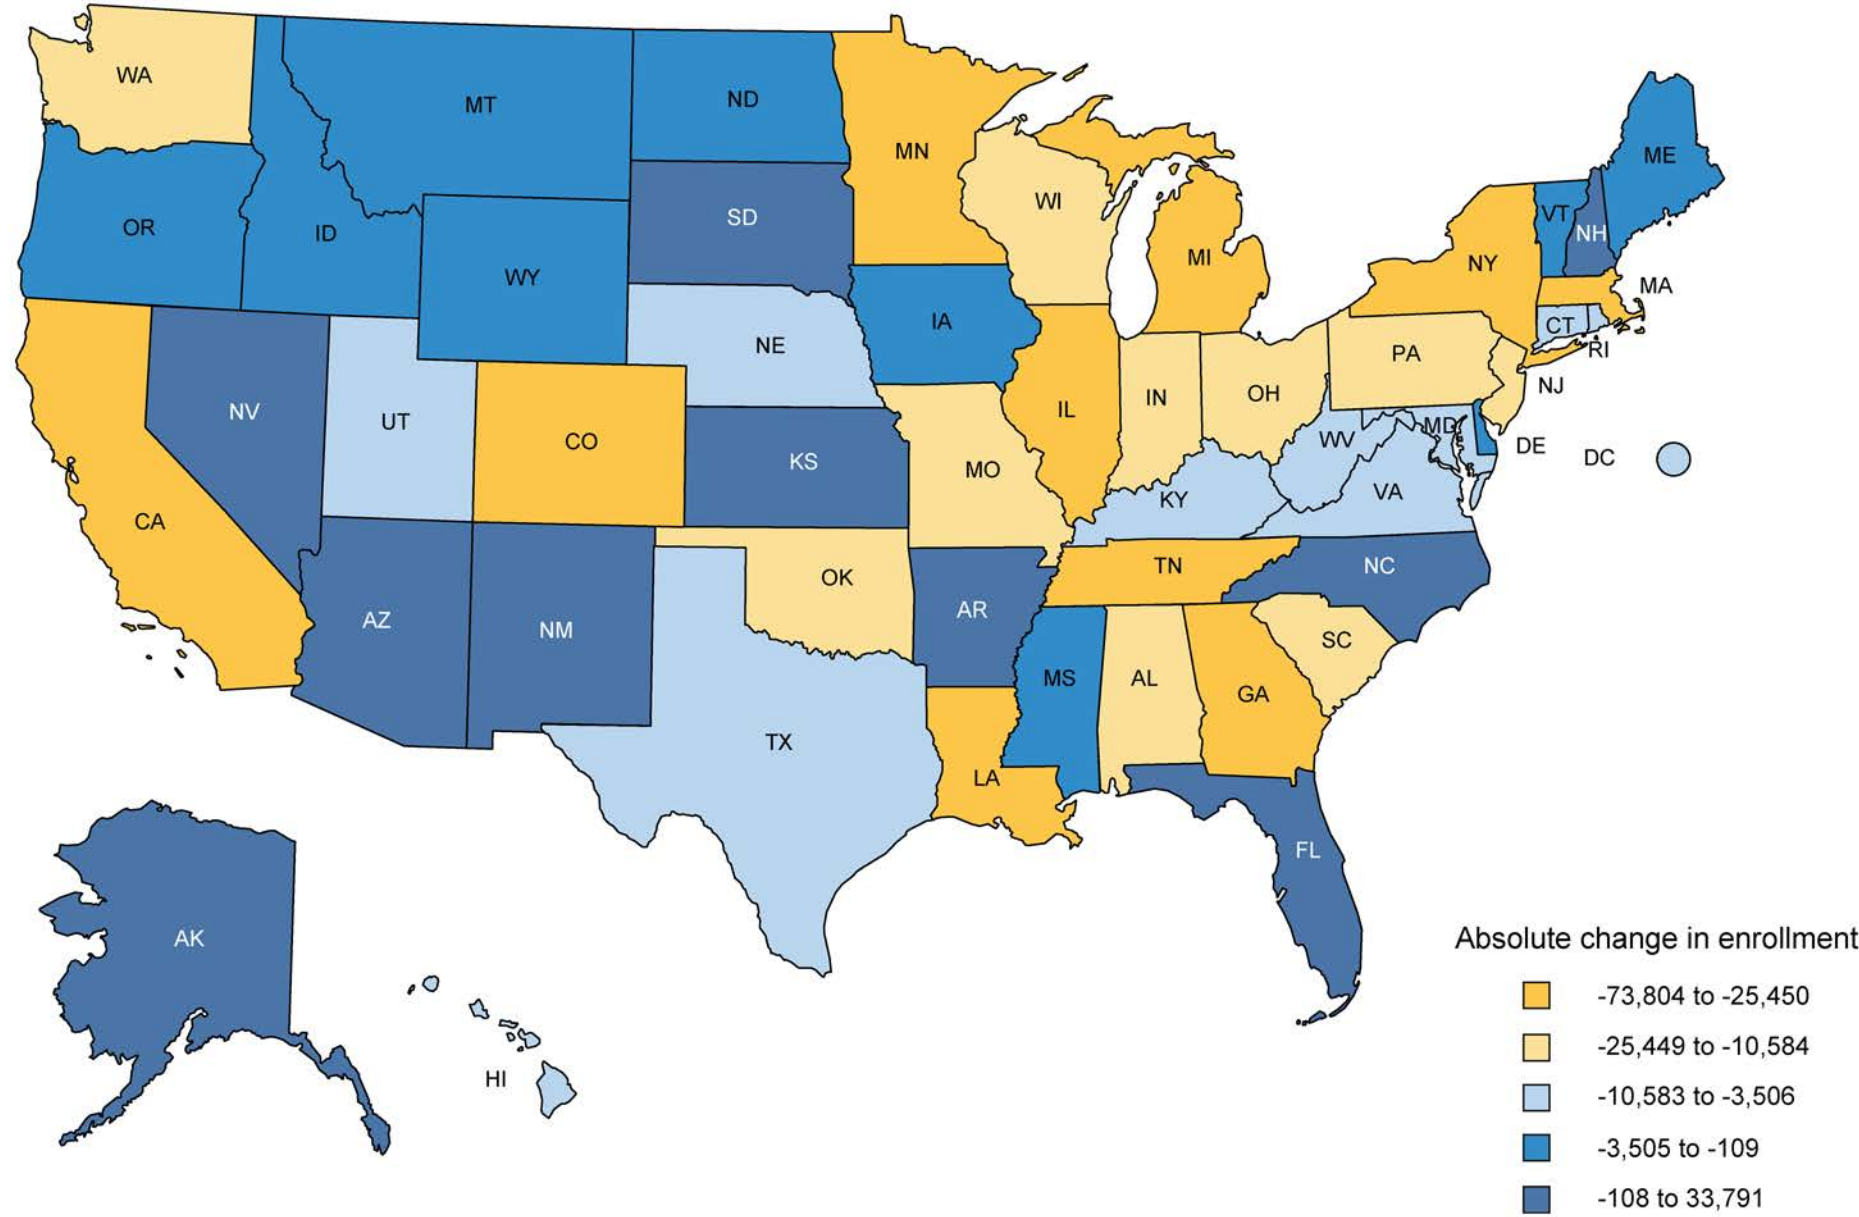 WA
MT
ND
MN
ME
OR
ID
SD
WI
VT
NH
WY
MI
NY
MA
IA
CT
RI
NE
PA
NJ
NV
UT
CO
IL
IN
OH
MD
DE
DC
KS
MO
WV
VA
KY
CA
OK
TN
NC
AZ
NM
AR
SC
MS
AL
GA
TX
LA
FL
AK
HI
Absolute change in enrollment
-73,804 to -25,450
-25,449 to -10,584
-10,583 to -3,506
-3,505 to -109
-108 to 33,791